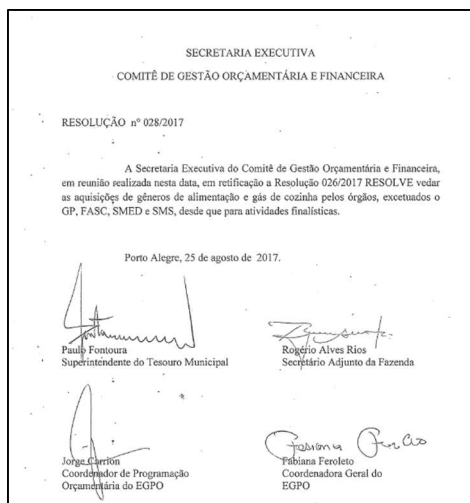 SECRETARIA EXECUTIVA
COMITÊ DE GESTÃO ORÇAMENTÁRIA E FINANCEIRA
RESOLUÇÃO nº 028/2017
A Secretaria Executiva do Comitê de Gestão Orçamentária e Financeira,
em reunião realizada nesta data, em retificação a Resolução 026/2017 RESOLVE vedar
as aquisições de gêneros de alimentação e gás de cozinha pelos órgãos, excetuados o
GP, FASC, SMED e SMS, desde que para atividades finalísticas.
Porto Alegre, 25 de agosto de 2017.
Paulo Fontoura
Superintendente do Tesouro Municipal
Rogério Alves Rios
Secretário Adjunto da Fazenda
Jorge Carrion
Coordenador de Programação
Orçamentária do EGPO
Fabiana Feroleto
Coordenadora Geral do
EGPO